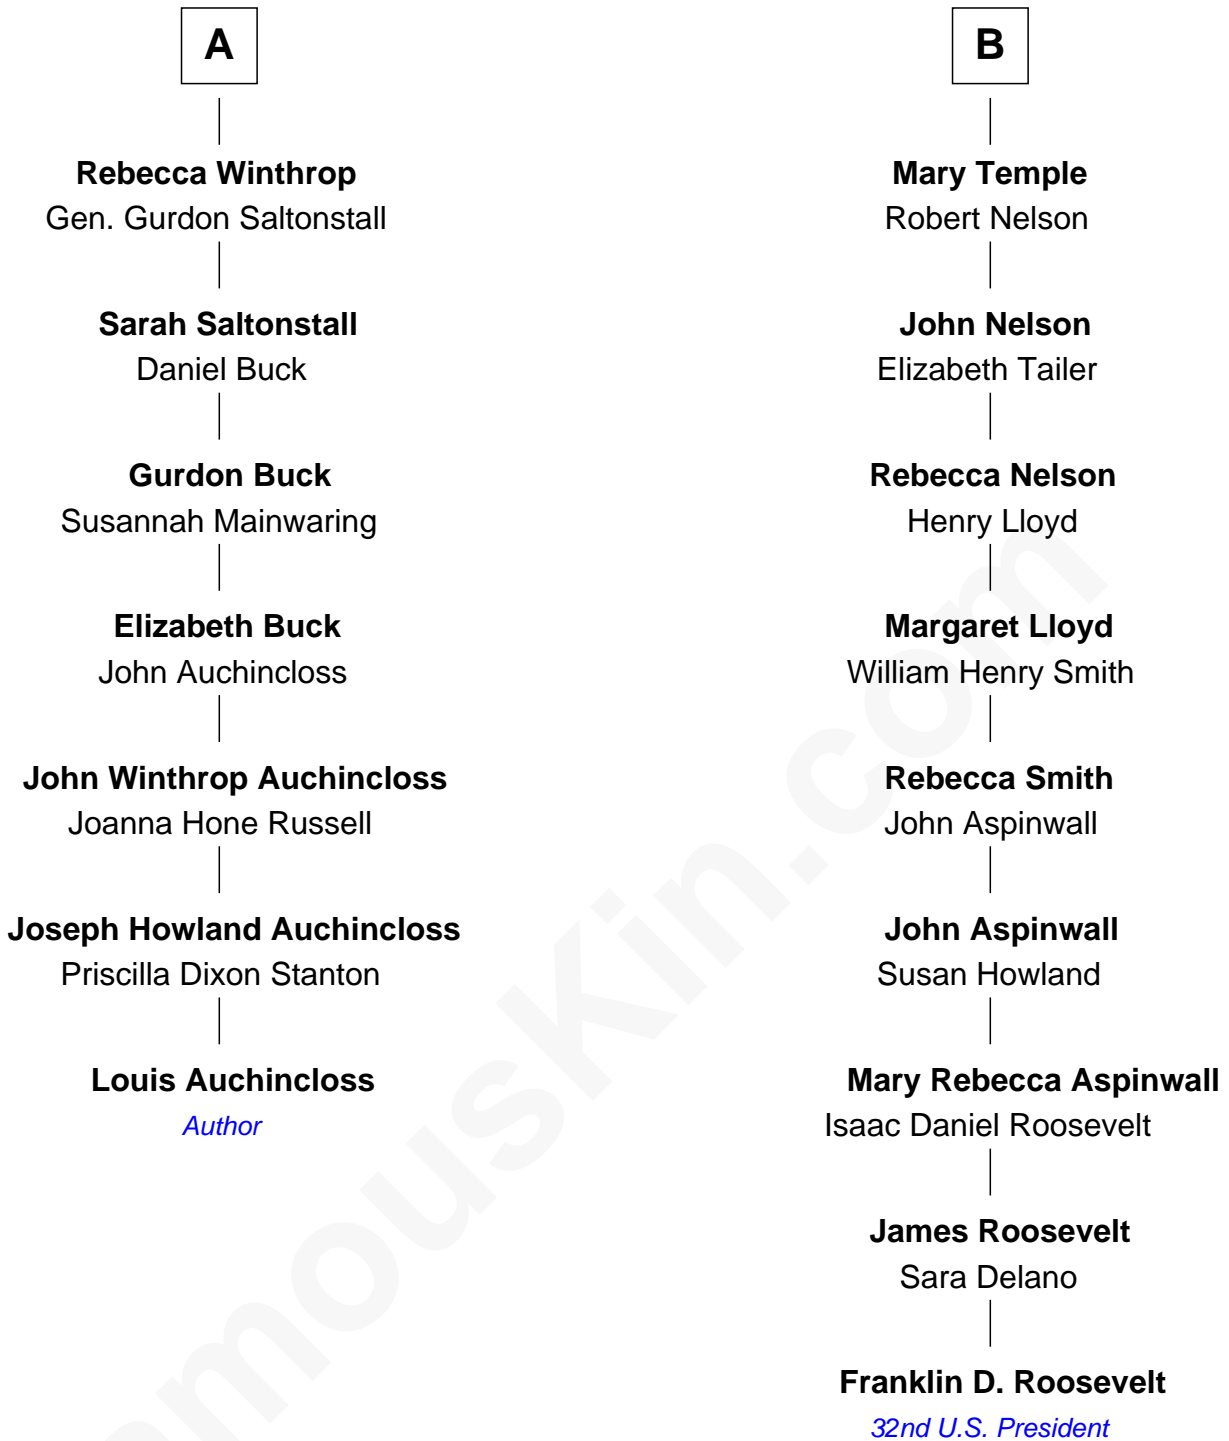 A
Rebecca Winthrop
Gen. Gurdon Saltonstall
Sarah Saltonstall
Daniel Buck
Gurdon Buck
Susannah Mainwaring
Elizabeth Buck
John Auchincloss
John Winthrop Auchincloss
Joanna Hone Russell
Joseph Howland Auchincloss
Priscilla Dixon Stanton
Louis Auchincloss
Author
B
Mary Temple
Robert Nelson
John Nelson
Elizabeth Tailer
Rebecca Nelson
Henry Lloyd
Margaret Lloyd
William Henry Smith
Rebecca Smith
John Aspinwall
John Aspinwall
Susan Howland
Mary Rebecca Aspinwall
Isaac Daniel Roosevelt
James Roosevelt
Sara Delano
Franklin D. Roosevelt
32nd U.S. President
amouskin.com